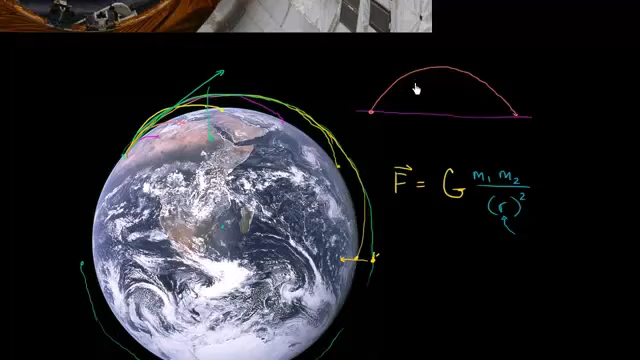 F⃗ = G m₁ m₂ / (r)²